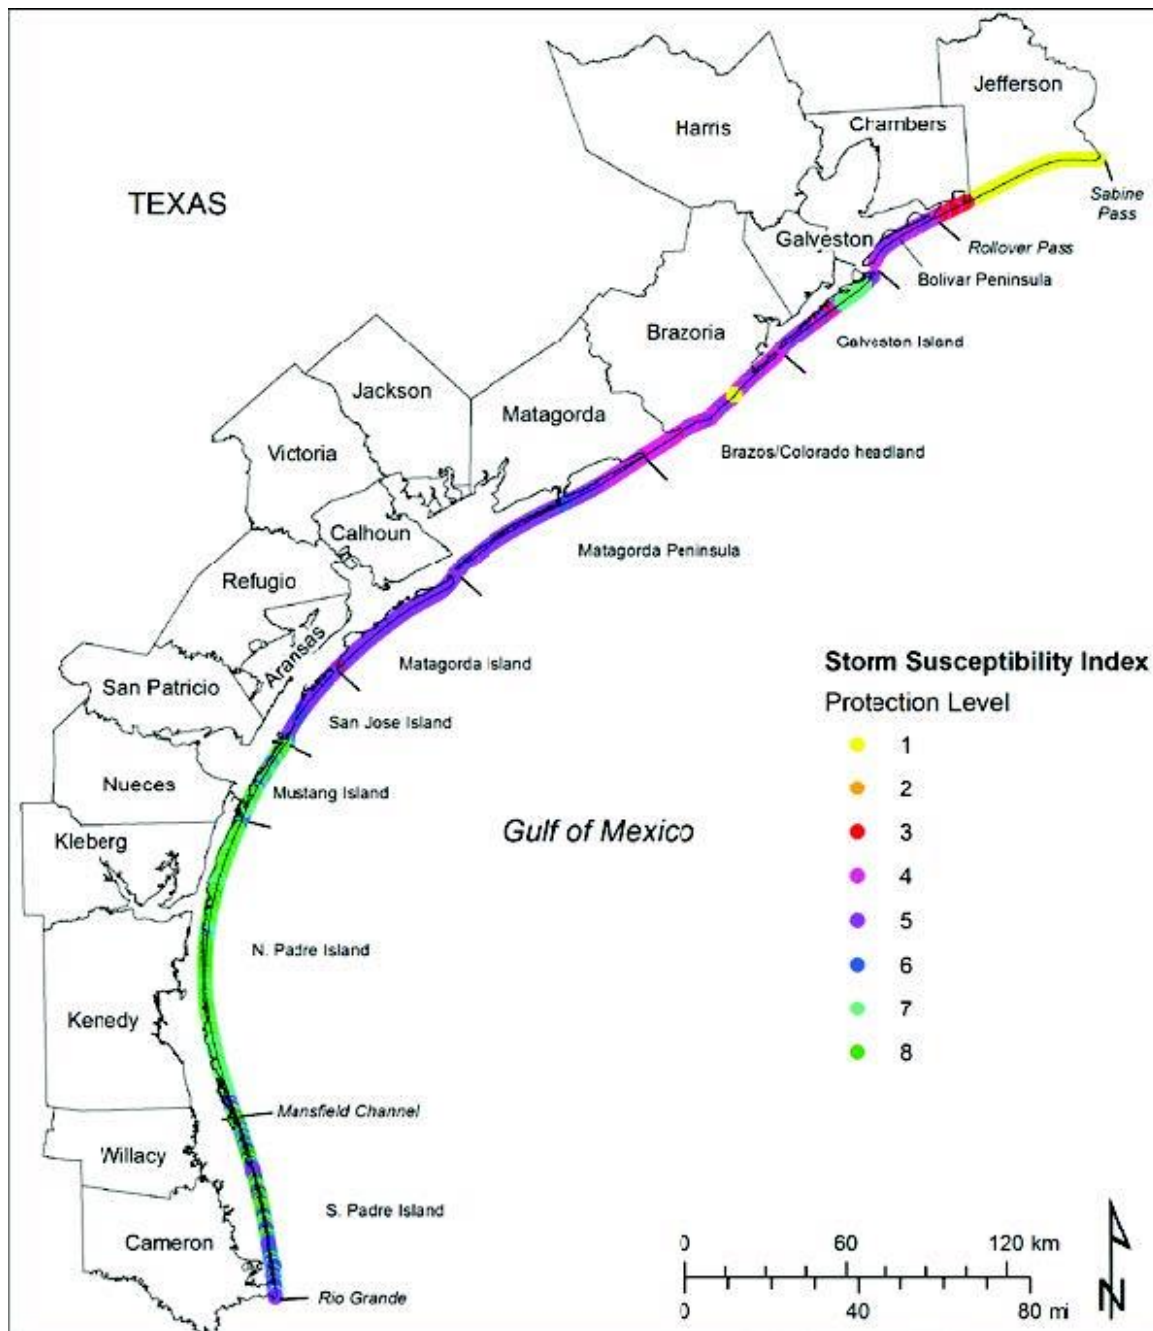 Jefferson
Harris
Chambers
TEXAS
Sabine
Pass
Galveston
Rollover Pass
Bolivar Peninsula
Brazoria
Galveston Island
Jackson
Matagorda
Victoria
Brazos/Colorado headland
Calhoun
Matagorda Peninsula
Refugio
Aransas
Matagorda Island
San Patricio
San Jose Island
Nueces
Mustang Island
Kleberg
Gulf of Mexico
Storm Susceptibility Index
Protection Level
1
2
3
4
5
6
7
8
N. Padre Island
Kenedy
Mansfield Channel
Willacy
S. Padre Island
Cameron
Rio Grande
0 60 120 km
0 40 80 mi
N